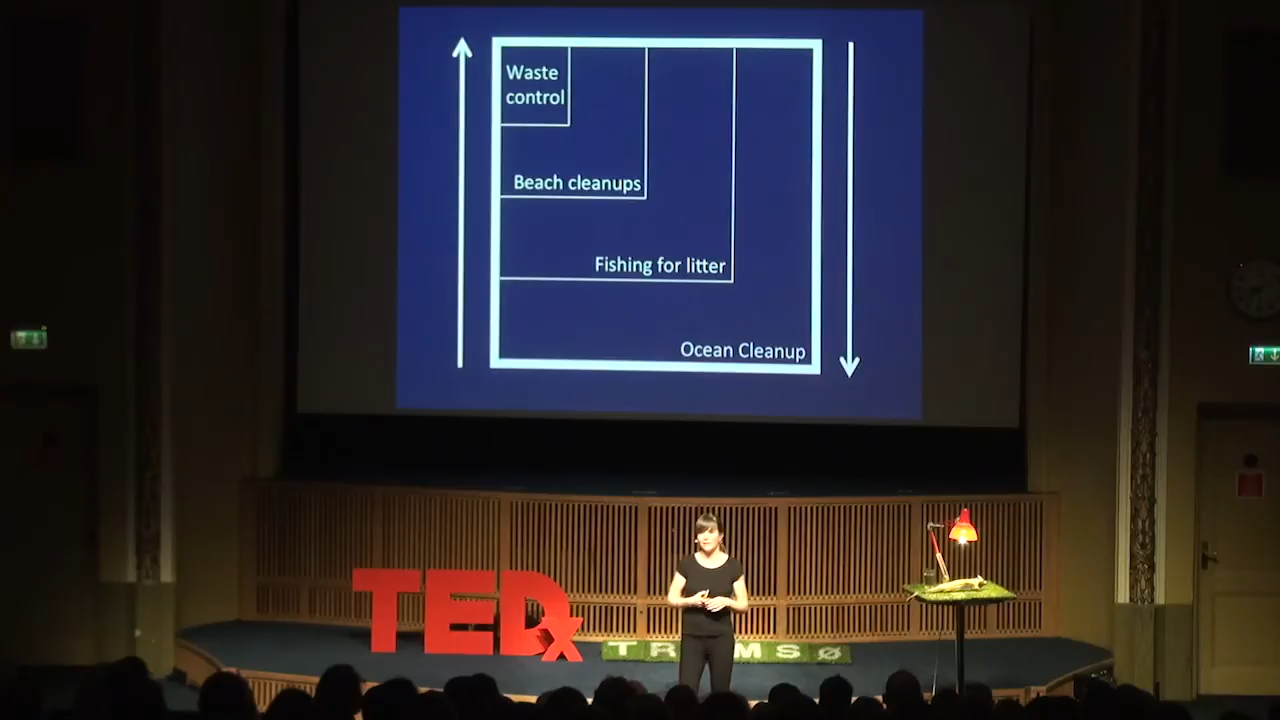 Waste
control
Beach cleanups
Fishing for litter
Ocean Cleanup
TEDx
TROMSØ